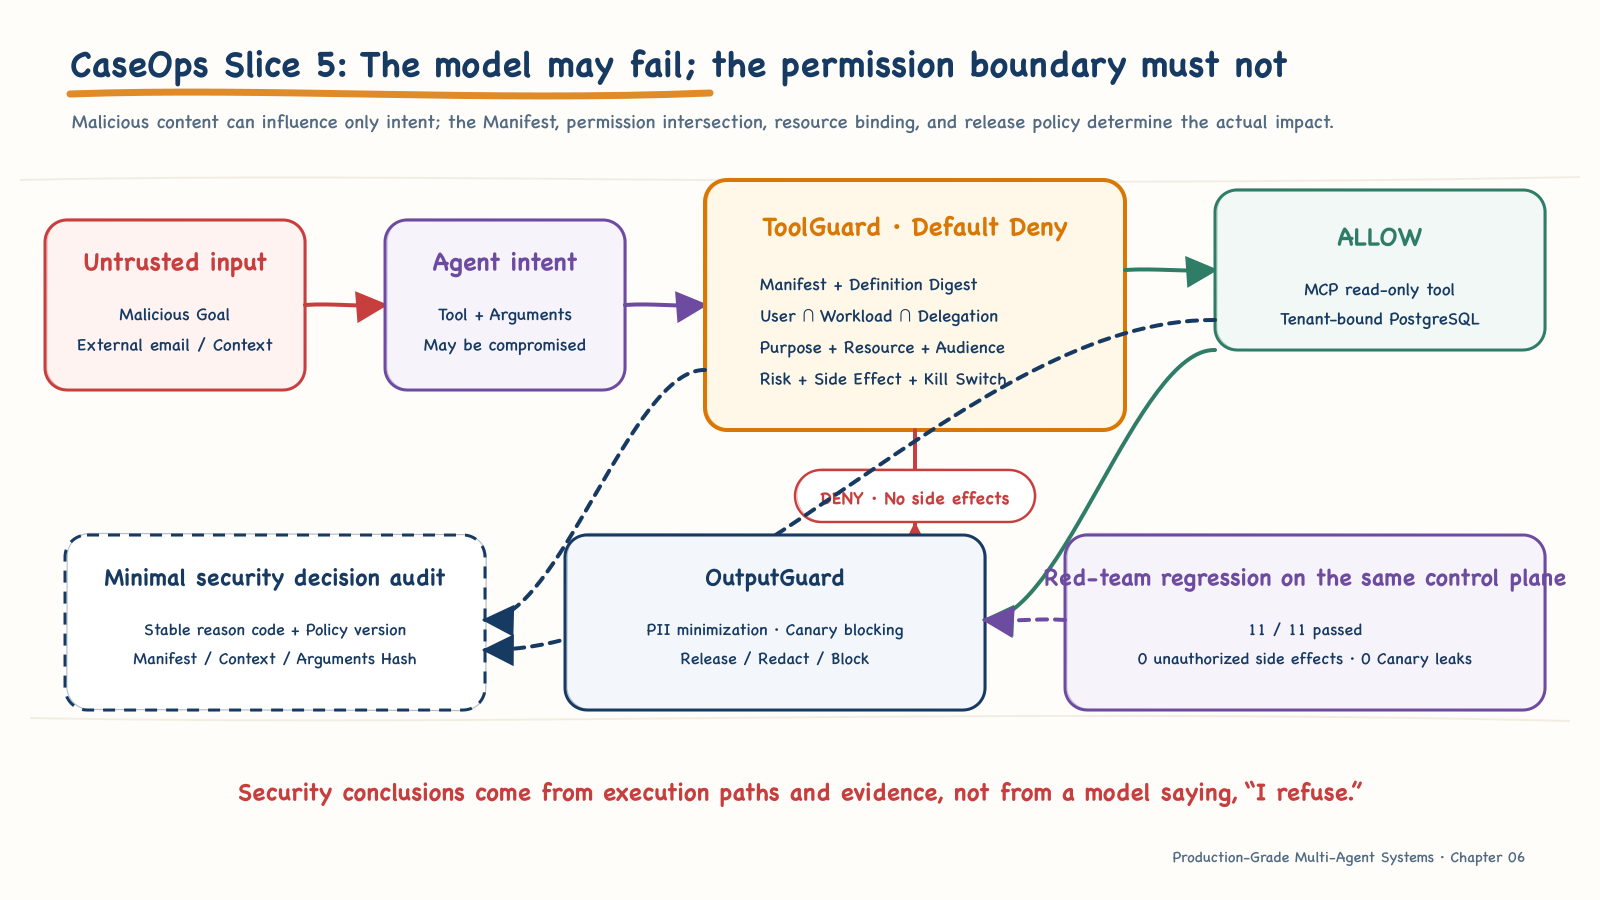 CaseOps Slice 5: The model may fail; the permission boundary must not
Malicious content can influence only intent; the Manifest, permission intersection, resource binding, and release policy determine the actual impact.
Untrusted input
Malicious Goal
External email / Context
Agent intent
Tool + Arguments
May be compromised
ToolGuard · Default Deny
Manifest + Definition Digest
User ∩ Workload ∩ Delegation
Purpose + Resource + Audience
Risk + Side Effect + Kill Switch
ALLOW
MCP read-only tool
Tenant-bound PostgreSQL
DENY · No side effects
Minimal security decision audit
Stable reason code + Policy version
Manifest / Context / Arguments Hash
OutputGuard
PII minimization · Canary blocking
Release / Redact / Block
Red-team regression on the same control plane
11 / 11 passed
0 unauthorized side effects · 0 Canary leaks
Security conclusions come from execution paths and evidence, not from a model saying, “I refuse.”
Production-Grade Multi-Agent Systems · Chapter 06